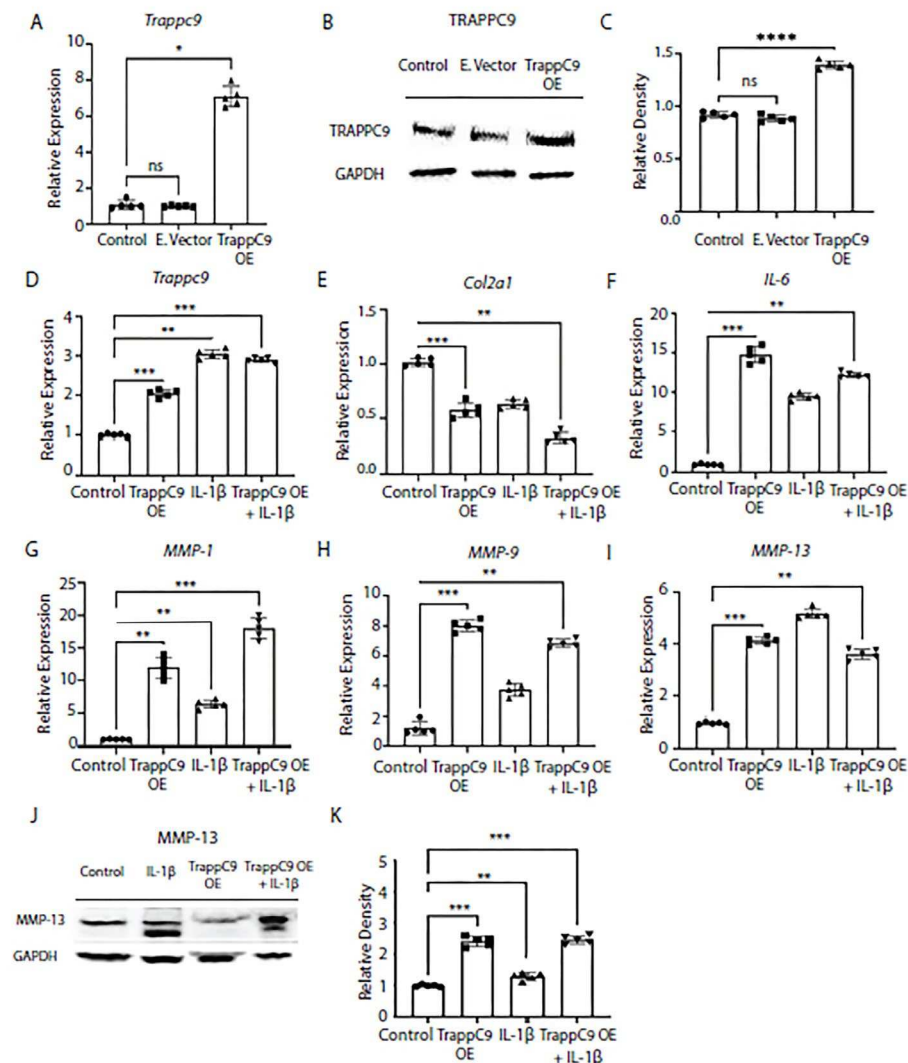 A
Trappc9
Relative Expression
10
8
6
4
2
0
*
ns
Control E. Vector TrappC9
OE
B
TRAPPC9
Control E. Vector TrappC9
OE
TRAPPC9
GAPDH
C
Relative Density
1.5
1.0
1.5
0.0
****
ns
Control E. Vector TrappC9
OE
D
Trappc9
Relative Expression
4
3
2
1
0
***
**
***
Control TrappC9 IL-1β TrappC9 OE
OE + IL-1β
E
Col2a1
Relative Expression
1.5
1.0
0.5
0.0
**
***
Control TrappC9 IL-1β TrappC9 OE
OE + IL-1β
F
IL-6
Relative Expression
20
15
10
5
0
**
***
Control TrappC9 IL-1β TrappC9 OE
OE + IL-1β
G
MMP-1
Relative Expression
25
20
15
10
5
0
***
**
**
Control TrappC9 IL-1β TrappC9 OE
OE + IL-1β
H
MMP-9
Relative Expression
10
8
6
4
2
0
**
***
Control TrappC9 IL-1β TrappC9 OE
OE + IL-1β
I
MMP-13
Relative Expression
6
4
2
0
**
***
Control TrappC9 IL-1β TrappC9 OE
OE + IL-1β
J
MMP-13
Control IL-1β TrappC9 TrappC9 OE
OE + IL-1β
MMP-13
GAPDH
K
Relative Density
5
4
3
2
1
0
***
**
***
Control TrappC9 IL-1β TrappC9 OE
OE + IL-1β